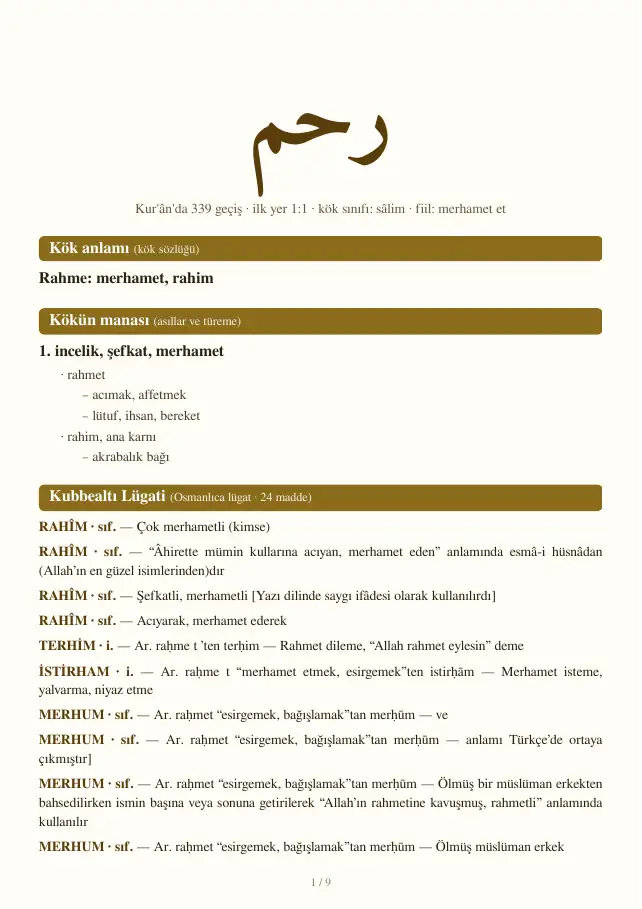 رحم
Kur'ân'da 339 geçiş · ilk yer 1:1 · kök sınıfı: sâlim · fiil: merhamet et
Kök anlamı (kök sözlüğü)
Rahme: merhamet, rahim
Kökün manası (asıllar ve türeme)
1. incelik, şefkat, merhamet
· rahmet
– acımak, affetmek
– lütuf, ihsan, bereket
· rahim, ana karnı
– akrabalık bağı
Kubbealtı Lügati (Osmanlıca lügat · 24 madde)
RAHÎM · sıf. — Çok merhametli (kimse)
RAHÎM · sıf. — “Âhirette mümin kullarına acıyan, merhamet eden” anlamında esmâ-i hüsnâdan
(Allah’ın en güzel isimlerinden)dır
RAHÎM · sıf. — Şefkatli, merhametli [Yazı dilinde saygı ifâdesi olarak kullanılırdı]
RAHÎM · sıf. — Acıyarak, merhamet ederek
TERHİM · i. — Ar. raḥme t ’ten terḥim — Rahmet dileme, “Allah rahmet eylesin” deme
İSTİRHAM · i. — Ar. raḥme t “merhamet etmek, esirgemek”ten istirḥām — Merhamet isteme,
yalvarma, niyaz etme
MERHUM · sıf. — Ar. raḥmet “esirgemek, bağışlamak”tan merḥūm — ve
MERHUM · sıf. — Ar. raḥmet “esirgemek, bağışlamak”tan merḥūm — anlamı Türkçe’de ortaya
çıkmıştır]
MERHUM · sıf. — Ar. raḥmet “esirgemek, bağışlamak”tan merḥūm — Ölmüş bir müslüman erkekten
bahsedilirken ismin başına veya sonuna getirilerek “Allah’ın rahmetine kavuşmuş, rahmetli” anlamında
kullanılır
MERHUM · sıf. — Ar. raḥmet “esirgemek, bağışlamak”tan merḥūm — Ölmüş müslüman erkek
1 / 9